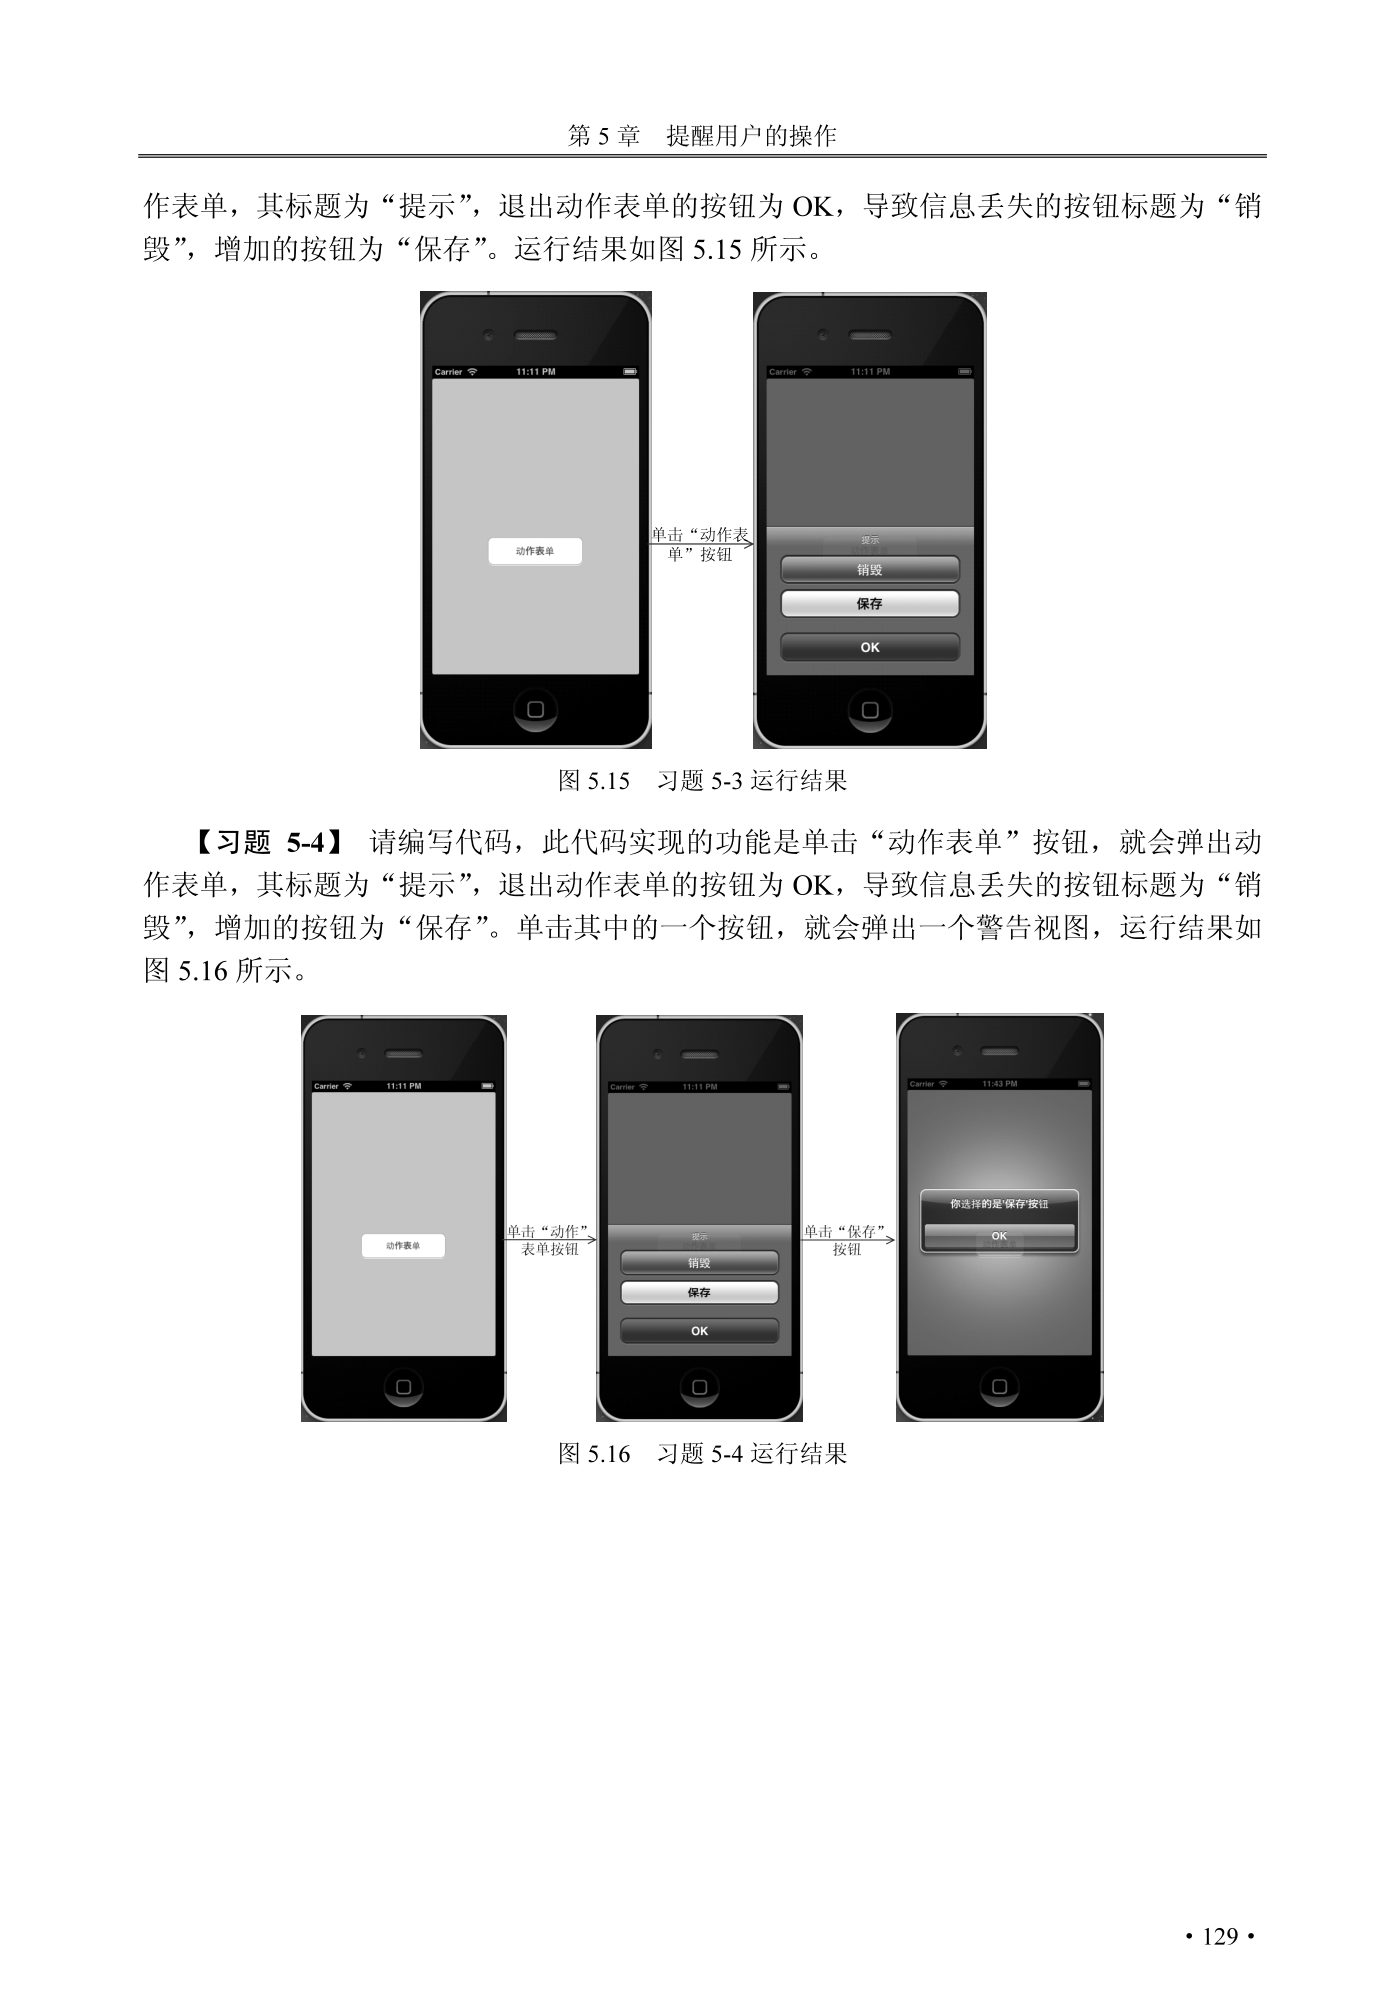 第 5 章　提醒用户的操作
作表单，其标题为“提示”，退出动作表单的按钮为 OK，导致信息丢失的按钮标题为“销
毁”，增加的按钮为“保存”。运行结果如图 5.15 所示。
Carrier 11:11 PM
动作表单
单击“动作表
单”按钮
Carrier 11:11 PM
提示
销毁
保存
OK
图 5.15　习题 5-3 运行结果
【习题 5-4】 请编写代码，此代码实现的功能是单击“动作表单”按钮，就会弹出动
作表单，其标题为“提示”，退出动作表单的按钮为 OK，导致信息丢失的按钮标题为“销
毁”，增加的按钮为“保存”。单击其中的一个按钮，就会弹出一个警告视图，运行结果如
图 5.16 所示。
Carrier 11:11 PM
动作表单
单击“动作”
表单按钮
Carrier 11:11 PM
提示
销毁
保存
OK
单击“保存”
按钮
Carrier 11:43 PM
你选择的是'保存'按钮
OK
图 5.16　习题 5-4 运行结果
• 129 •